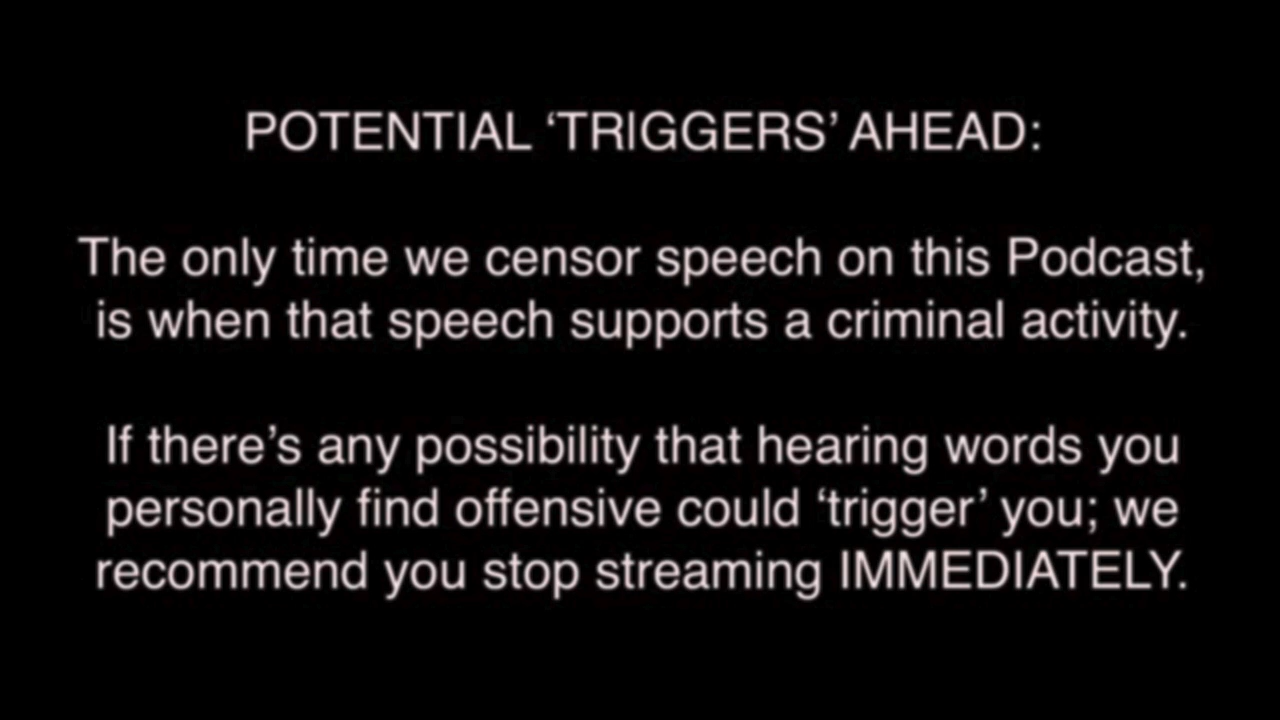 POTENTIAL ‘TRIGGERS’ AHEAD:
The only time we censor speech on this Podcast,
is when that speech supports a criminal activity.
If there’s any possibility that hearing words you
personally find offensive could ‘trigger’ you; we
recommend you stop streaming IMMEDIATELY.